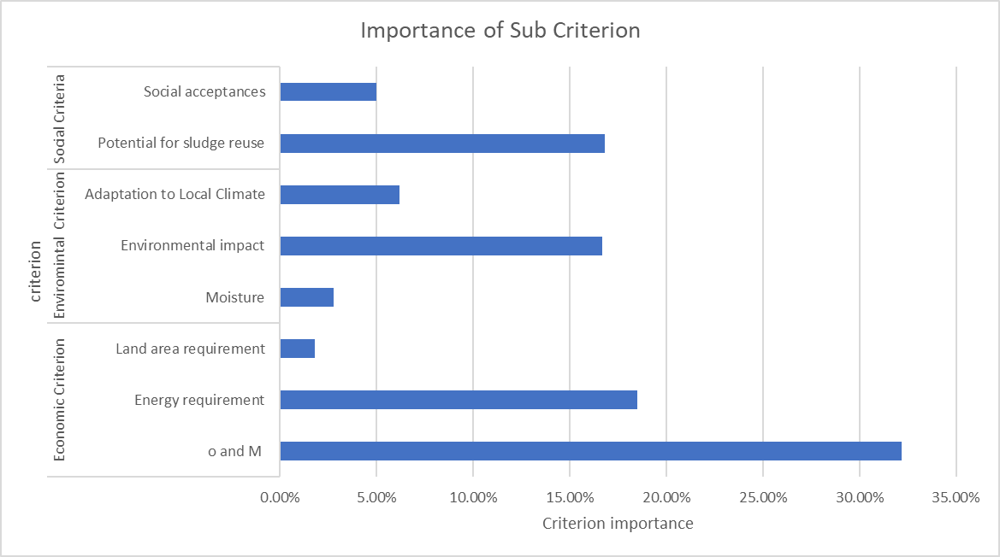 Importance of Sub Criterion
criterion
Social Criteria
Social acceptances
Potential for sludge reuse
Enviromintal Criterion
Adaptation to Local Climate
Environmental impact
Moisture
Economic Criterion
Land area requirement
Energy requirement
o and M
0.00% 5.00% 10.00% 15.00% 20.00% 25.00% 30.00% 35.00%
Criterion importance